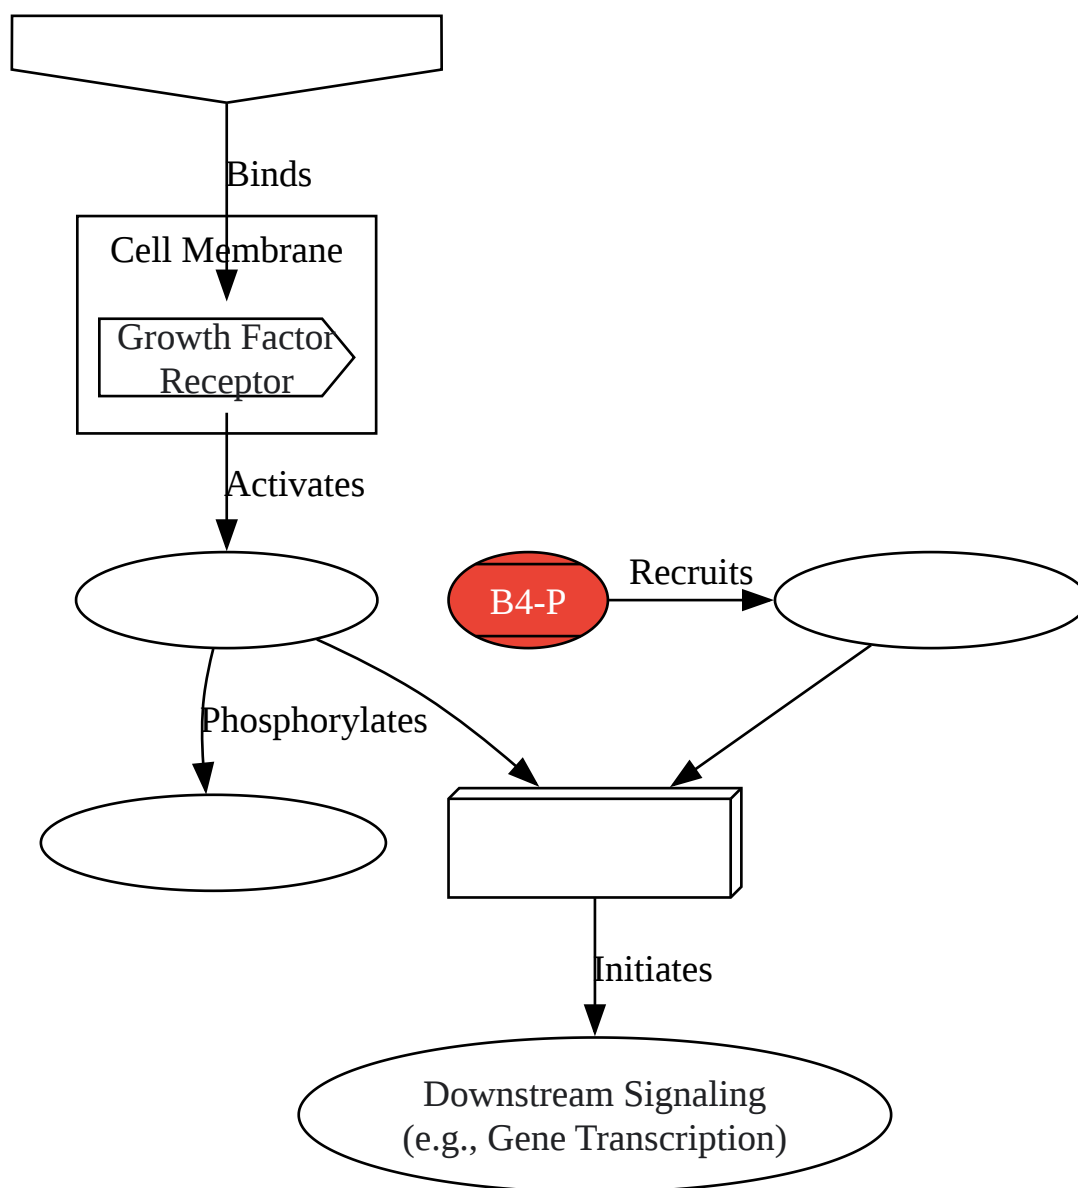 Binds
Cell Membrane
Growth Factor
Receptor
Activates
B4-P
Recruits
Phosphorylates
Initiates
Downstream Signaling
(e.g., Gene Transcription)